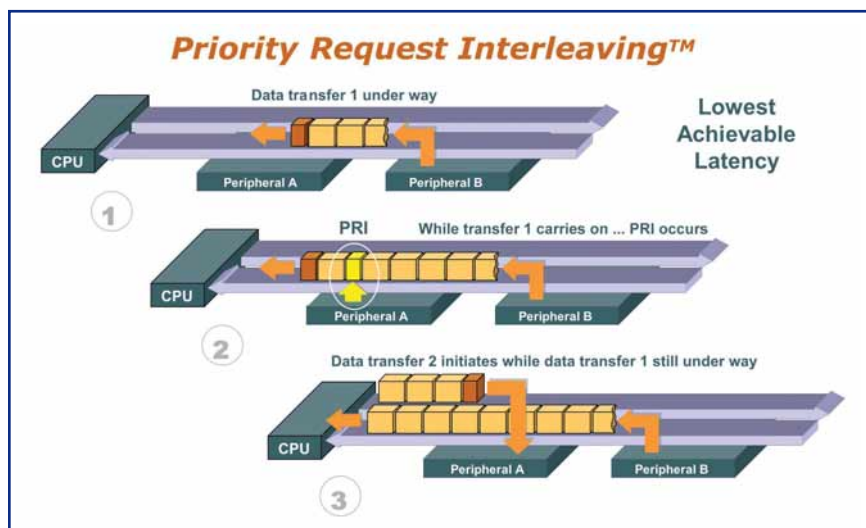 Priority Request Interleaving™
Data transfer 1 under way
Lowest
Achievable
Latency
CPU
Peripheral A
Peripheral B
1
PRI
While transfer 1 carries on ... PRI occurs
CPU
Peripheral A
Peripheral B
2
Data transfer 2 initiates while data transfer 1 still under way
CPU
Peripheral A
Peripheral B
3